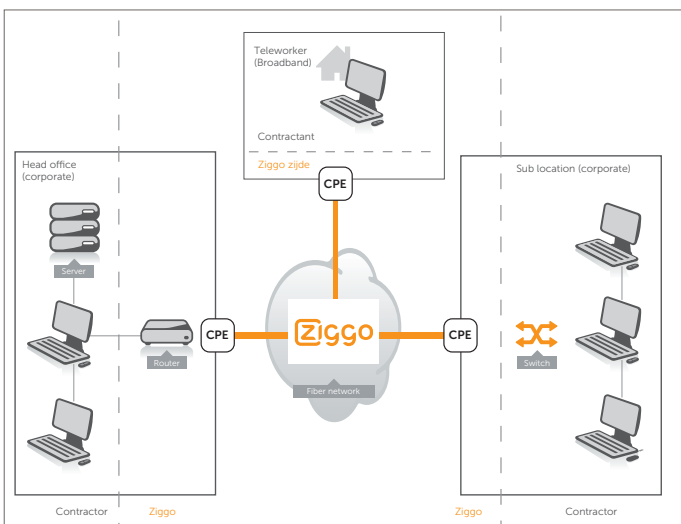 Teleworker
(Broadband)
Contractant
Ziggo zijde
CPE
Head office
(corporate)
Server
Router
CPE
Ziggo
Fiber network
CPE
Sub location (corporate)
Switch
Contractor
Ziggo
Ziggo
Contractor